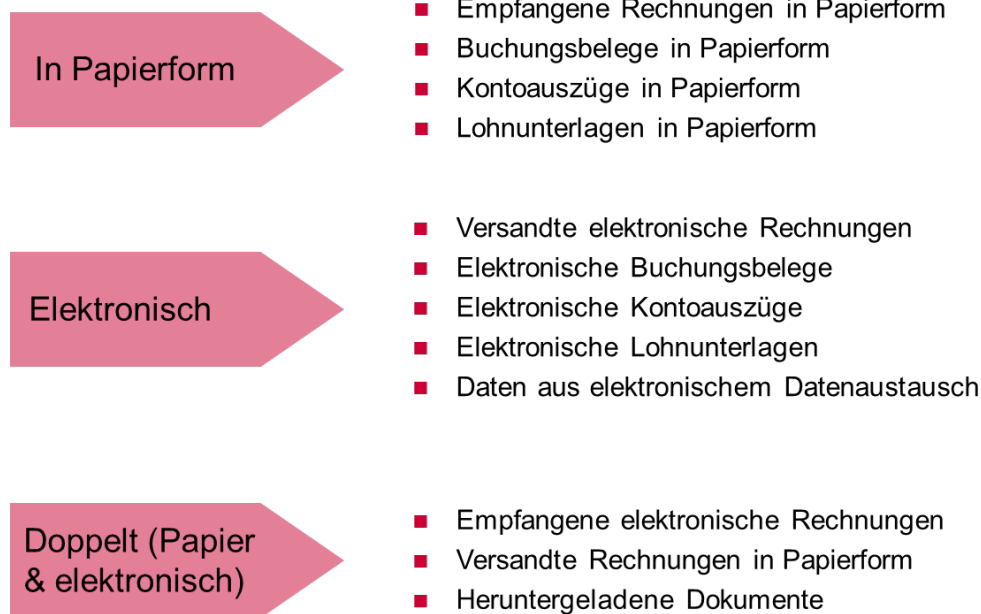 Empfangene Rechnungen in Papierform
In Papierform
Buchungsbelege in Papierform
Kontoauszüge in Papierform
Lohnunterlagen in Papierform
Versandte elektronische Rechnungen
Elektronische Buchungsbelege
Elektronisch
Elektronische Kontoauszüge
Elektronische Lohnunterlagen
Daten aus elektronischem Datenaustausch
Doppelt (Papier
& elektronisch)
Empfangene elektronische Rechnungen
Versandte Rechnungen in Papierform
Heruntergeladene Dokumente